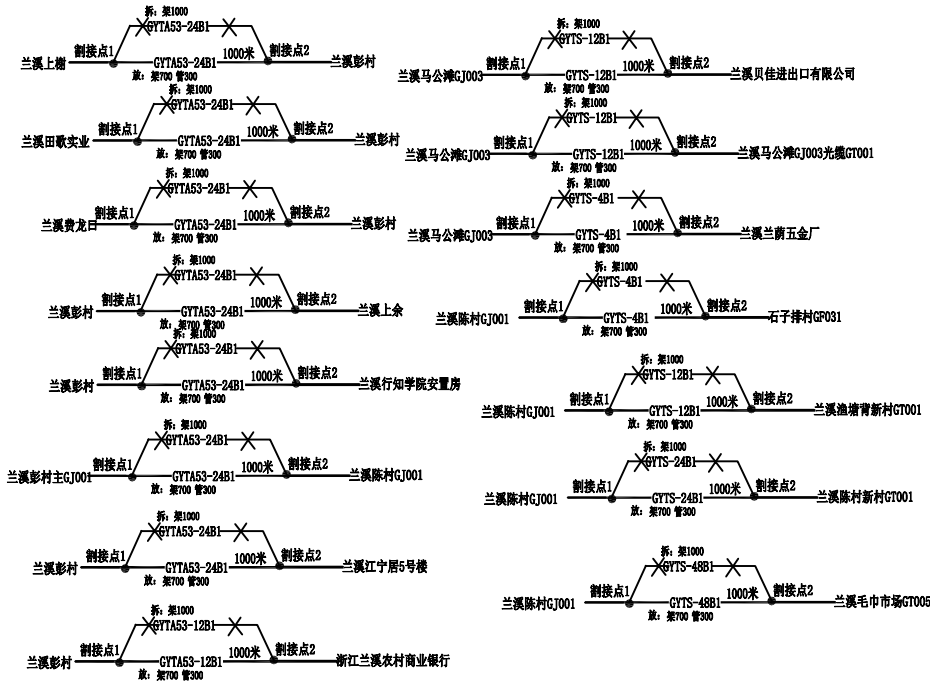 拆：架1000
GYTA53-24B1
割接点1 1000米 割接点2
兰溪上榭 GYTA53-24B1 兰溪彭村
放：架700 管300
拆：架1000
GYTA53-24B1
割接点1 1000米 割接点2
兰溪田歌实业 GYTA53-24B1 兰溪彭村
放：架700 管300
拆：架1000
GYTA53-24B1
割接点1 1000米 割接点2
兰溪费龙口 GYTA53-24B1 兰溪彭村
放：架700 管300
拆：架1000
GYTA53-24B1
割接点1 1000米 割接点2
兰溪彭村 GYTA53-24B1 兰溪上余
放：架700 管300
拆：架1000
GYTA53-24B1
割接点1 1000米 割接点2
兰溪彭村 GYTA53-24B1 兰溪行知学院安置房
放：架700 管300
拆：架1000
GYTA53-24B1
割接点1 1000米 割接点2
兰溪彭村主GJ001 GYTA53-24B1 兰溪陈村GJ001
放：架700 管300
拆：架1000
GYTA53-24B1
割接点1 1000米 割接点2
兰溪彭村 GYTA53-24B1 兰溪江宁居5号楼
放：架700 管300
拆：架1000
GYTA53-12B1
割接点1 1000米 割接点2
兰溪彭村 GYTA53-12B1 浙江兰溪农村商业银行
放：架700 管300
拆：架1000
GYTS-12B1
割接点1 1000米 割接点2
兰溪马公滩GJ003 GYTS-12B1 兰溪贝佳进出口有限公司
放：架700 管300
拆：架1000
GYTS-12B1
割接点1 1000米 割接点2
兰溪马公滩GJ003 GYTS-12B1 兰溪马公滩GJ003光缆GT001
放：架700 管300
拆：架1000
GYTS-4B1
割接点1 1000米 割接点2
兰溪马公滩GJ003 GYTS-4B1 兰溪兰荫五金厂
放：架700 管300
拆：架1000
GYTS-4B1
割接点1 1000米 割接点2
兰溪陈村GJ001 GYTS-4B1 石子排村GF031
放：架700 管300
拆：架1000
GYTS-12B1
割接点1 1000米 割接点2
兰溪陈村GJ001 GYTS-12B1 兰溪渔塘背新村GT001
放：架700 管300
拆：架1000
GYTS-24B1
割接点1 1000米 割接点2
兰溪陈村GJ001 GYTS-24B1 兰溪陈村新村GT001
放：架700 管300
拆：架1000
GYTS-48B1
割接点1 1000米 割接点2
兰溪陈村GJ001 GYTS-48B1 兰溪毛巾市场GT005
放：架700 管300